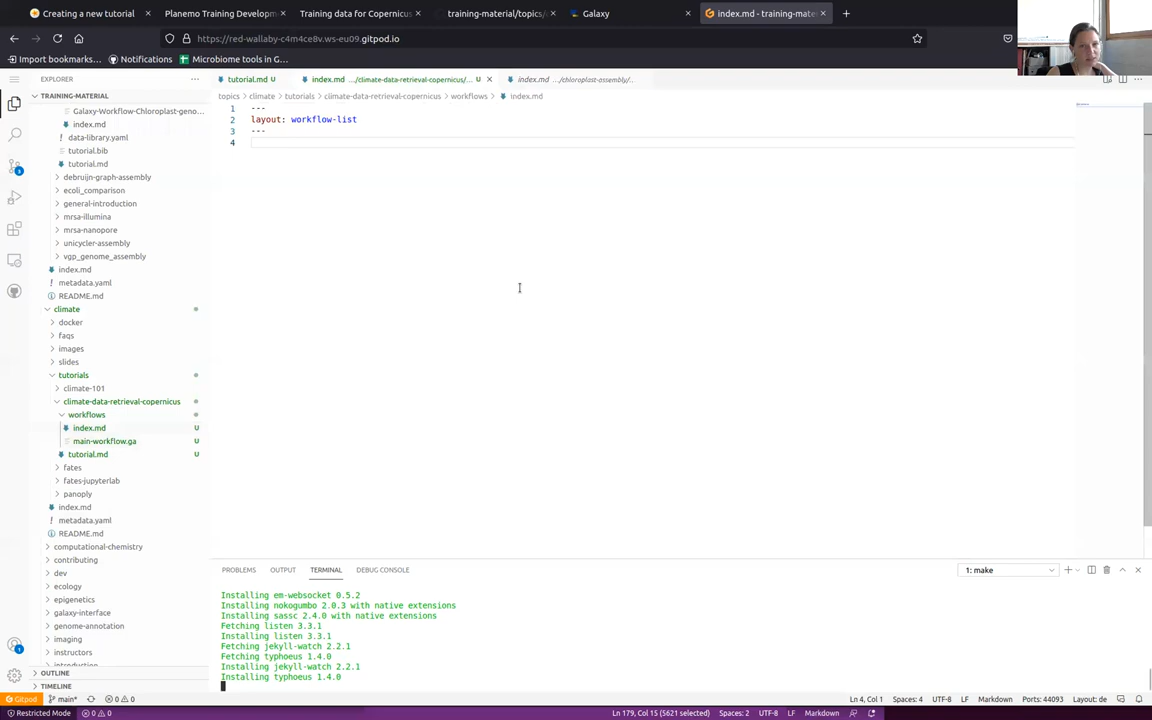 Creating a new tutorial
Planemo Training Developm
Training data for Copernicus
training-material/topics/c
Galaxy
index.md - training-mate
https://red-wallaby-c4m4ce8v.ws-eu09.gitpod.io
Import bookmarks...
Notifications
Microbiome tools in G...
EXPLORER
tutorial.md U
index.md .../climate-data-retrieval-copernicus/... U
index.md .../chloroplast-assembly/...
TRAINING-MATERIAL
topics > climate > tutorials > climate-data-retrieval-copernicus > workflows > index.md
Galaxy-Workflow-Chloroplast-geno...
index.md
data-library.yaml
tutorial.bib
tutorial.md
debruijn-graph-assembly
ecoli_comparison
general-introduction
mrsa-illumina
mrsa-nanopore
unicycler-assembly
vgp_genome_assembly
index.md
metadata.yaml
README.md
climate
docker
faqs
images
slides
tutorials
climate-101
climate-data-retrieval-copernicus
workflows
index.md U
main-workflow.ga U
tutorial.md U
fates
fates-jupyterlab
panoply
index.md
metadata.yaml
README.md
computational-chemistry
contributing
dev
ecology
epigenetics
galaxy-interface
genome-annotation
imaging
instructors
introduction
OUTLINE
TIMELINE
1 ---
2 layout: workflow-list
3 ---
4
PROBLEMS OUTPUT TERMINAL DEBUG CONSOLE
1: make
Installing em-websocket 0.5.2
Installing nokogumbo 2.0.3 with native extensions
Installing sassc 2.4.0 with native extensions
Fetching listen 3.3.1
Installing listen 3.3.1
Fetching jekyll-watch 2.2.1
Fetching typhoeus 1.4.0
Installing jekyll-watch 2.2.1
Installing typhoeus 1.4.0
3
1
Gitpod main* 0 0 Ln 4, Col 1 Spaces: 4 UTF-8 LF Markdown Ports: 44093 Layout: de
Restricted Mode 0 0 Ln 179, Col 15 (5621 selected) Spaces: 2 UTF-8 LF Markdown